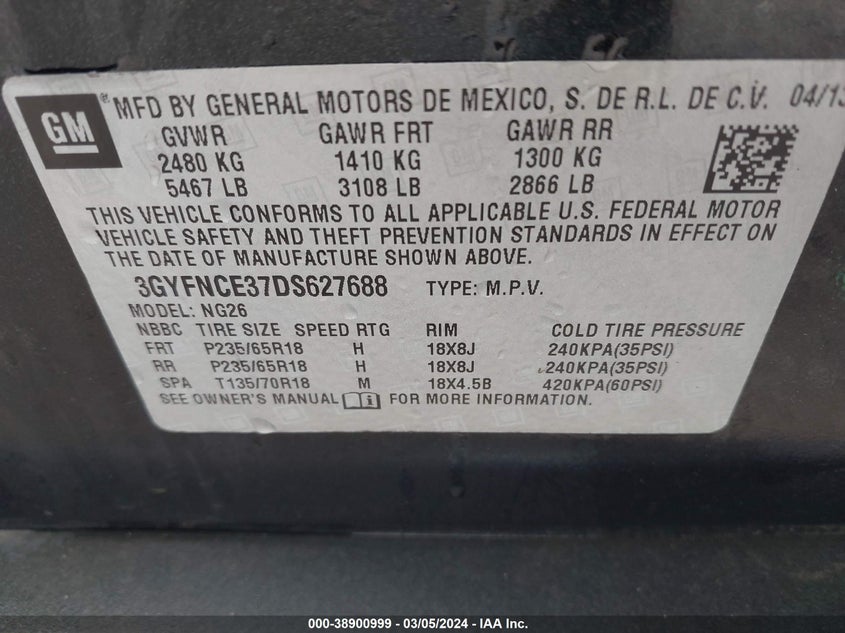 GM ® MFD BY GENERAL MOTORS DE MEXICO, S. DE R.L. DE C.V. 04/13
GVWR GAWR FRT GAWR RR
2480 KG 1410 KG 1300 KG
5467 LB 3108 LB 2866 LB
THIS VEHICLE CONFORMS TO ALL APPLICABLE U.S. FEDERAL MOTOR
VEHICLE SAFETY AND THEFT PREVENTION STANDARDS IN EFFECT ON
THE DATE OF MANUFACTURE SHOWN ABOVE.
3GYFNCE37DS627688 TYPE: M.P.V.
MODEL: NG26
NBBC TIRE SIZE SPEED RTG RIM COLD TIRE PRESSURE
FRT P235/65R18 H 18X8J 240KPA(35PSI)
RR P235/65R18 H 18X8J 240KPA(35PSI)
SPA T135/70R18 M 18X4.5B 420KPA(60PSI)
SEE OWNER'S MANUAL FOR MORE INFORMATION.
000-38900999 - 03/05/2024 - IAA Inc.